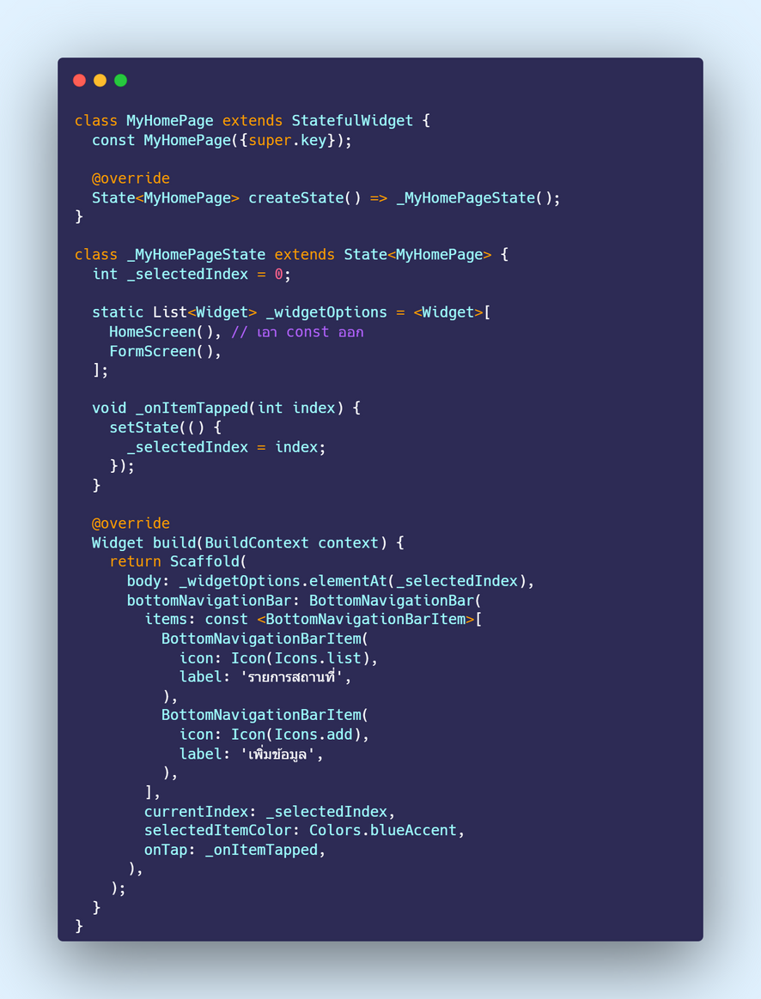 class MyHomePage extends StatefulWidget {
  const MyHomePage({super.key});

  @override
  State<MyHomePage> createState() => _MyHomePageState();
}

class _MyHomePageState extends State<MyHomePage> {
  int _selectedIndex = 0;

  static List<Widget> _widgetOptions = <Widget>[
    HomeScreen(), // เอา const ออก
    FormScreen(),
  ];

  void _onItemTapped(int index) {
    setState(() {
      _selectedIndex = index;
    });
  }

  @override
  Widget build(BuildContext context) {
    return Scaffold(
      body: _widgetOptions.elementAt(_selectedIndex),
      bottomNavigationBar: BottomNavigationBar(
        items: const <BottomNavigationBarItem>[
          BottomNavigationBarItem(
            icon: Icon(Icons.list),
            label: 'รายการสถานที่',
          ),
          BottomNavigationBarItem(
            icon: Icon(Icons.add),
            label: 'เพิ่มข้อมูล',
          ),
        ],
        currentIndex: _selectedIndex,
        selectedItemColor: Colors.blueAccent,
        onTap: _onItemTapped,
      ),
    );
  }
}